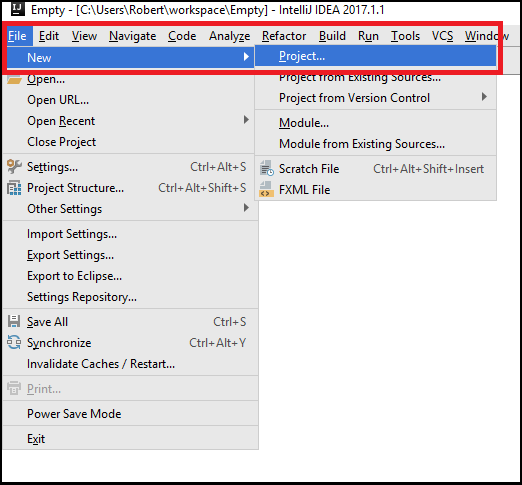 IJ Empty - [C:\Users\Robert\workspace\Empty] - IntelliJ IDEA 2017.1.1
File Edit View Navigate Code Analyze Refactor Build Run Tools VCS Window
New
Project...
Open...
Project from Existing Sources...
Open URL...
Project from Version Control
Open Recent
Module...
Close Project
Module from Existing Sources...
Settings... Ctrl+Alt+S
Scratch File Ctrl+Alt+Shift+Insert
Project Structure... Ctrl+Alt+Shift+S
FXML File
Other Settings
Import Settings...
Export Settings...
Export to Eclipse...
Settings Repository...
Save All Ctrl+S
Synchronize Ctrl+Alt+Y
Invalidate Caches / Restart...
Print...
Power Save Mode
Exit